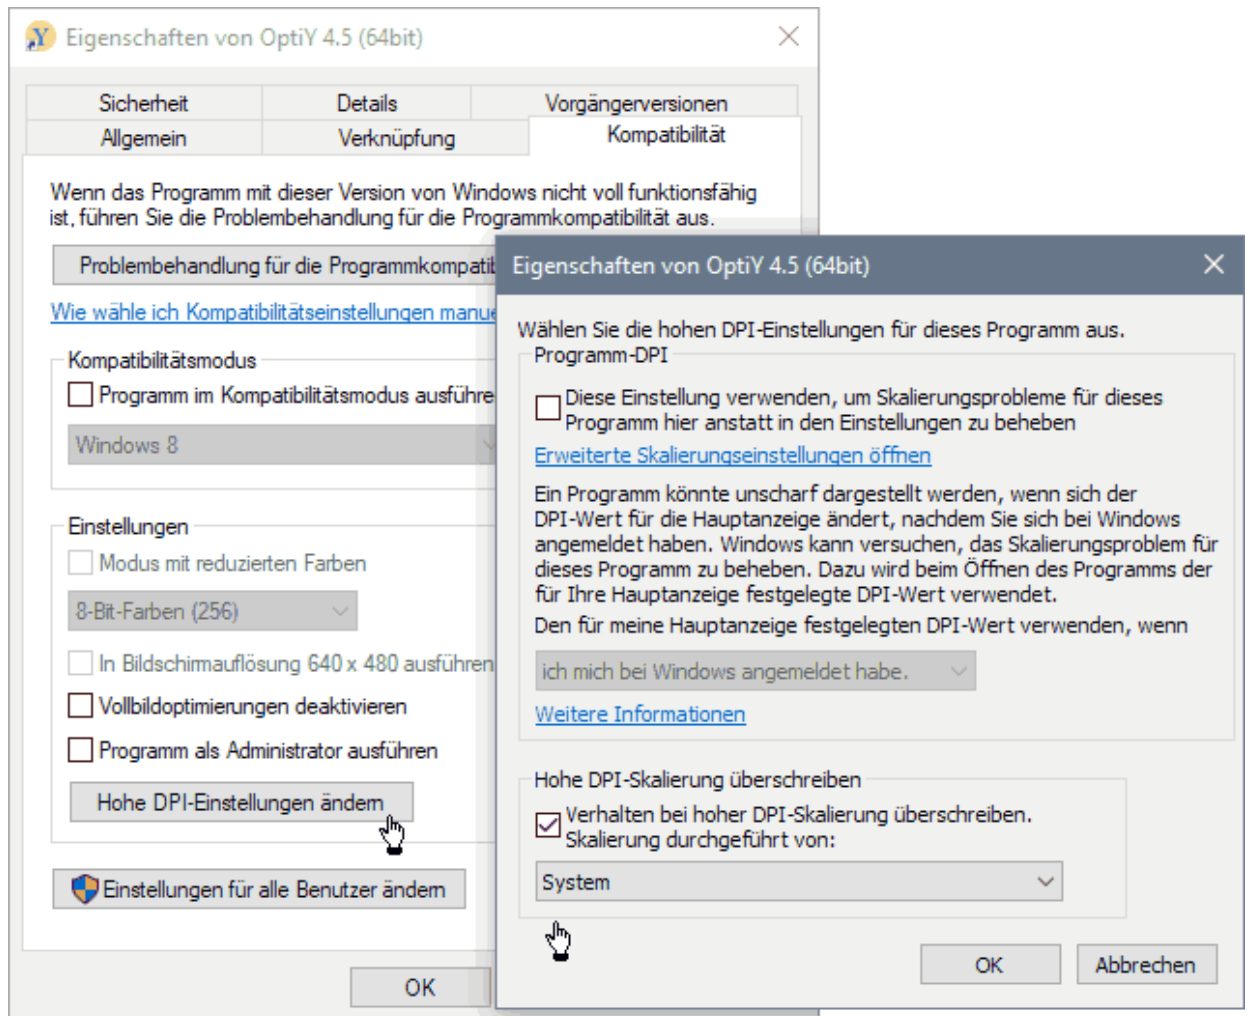 Eigenschaften von OptiY 4.5 (64bit)
Sicherheit
Details
Vorgängerversionen
Allgemein
Verknüpfung
Kompatibilität
Wenn das Programm mit dieser Version von Windows nicht voll funktionsfähig
ist, führen Sie die Problembehandlung für die Programmkompatibilität aus.
Problembehandlung für die Programmkompatib
Wie wähle ich Kompatibilitätseinstellungen manue
Kompatibilitätsmodus
Programm im Kompatibilitätsmodus ausführe
Windows 8
Einstellungen
Modus mit reduzierten Farben
8-Bit-Farben (256)
In Bildschirmauflösung 640 x 480 ausführen
Vollbildoptimierungen deaktivieren
Programm als Administrator ausführen
Hohe DPI-Einstellungen ändern
Einstellungen für alle Benutzer ändern
OK
Eigenschaften von OptiY 4.5 (64bit)
Wählen Sie die hohen DPI-Einstellungen für dieses Programm aus.
Programm-DPI
Diese Einstellung verwenden, um Skalierungsprobleme für dieses
Programm hier anstatt in den Einstellungen zu beheben
Erweiterte Skalierungseinstellungen öffnen
Ein Programm könnte unscharf dargestellt werden, wenn sich der
DPI-Wert für die Hauptanzeige ändert, nachdem Sie sich bei Windows
angemeldet haben. Windows kann versuchen, das Skalierungsproblem für
dieses Programm zu beheben. Dazu wird beim Öffnen des Programms der
für Ihre Hauptanzeige festgelegte DPI-Wert verwendet.
Den für meine Hauptanzeige festgelegten DPI-Wert verwenden, wenn
ich mich bei Windows angemeldet habe.
Weitere Informationen
Hohe DPI-Skalierung überschreiben
Verhalten bei hoher DPI-Skalierung überschreiben.
Skalierung durchgeführt von:
System
OK
Abbrechen